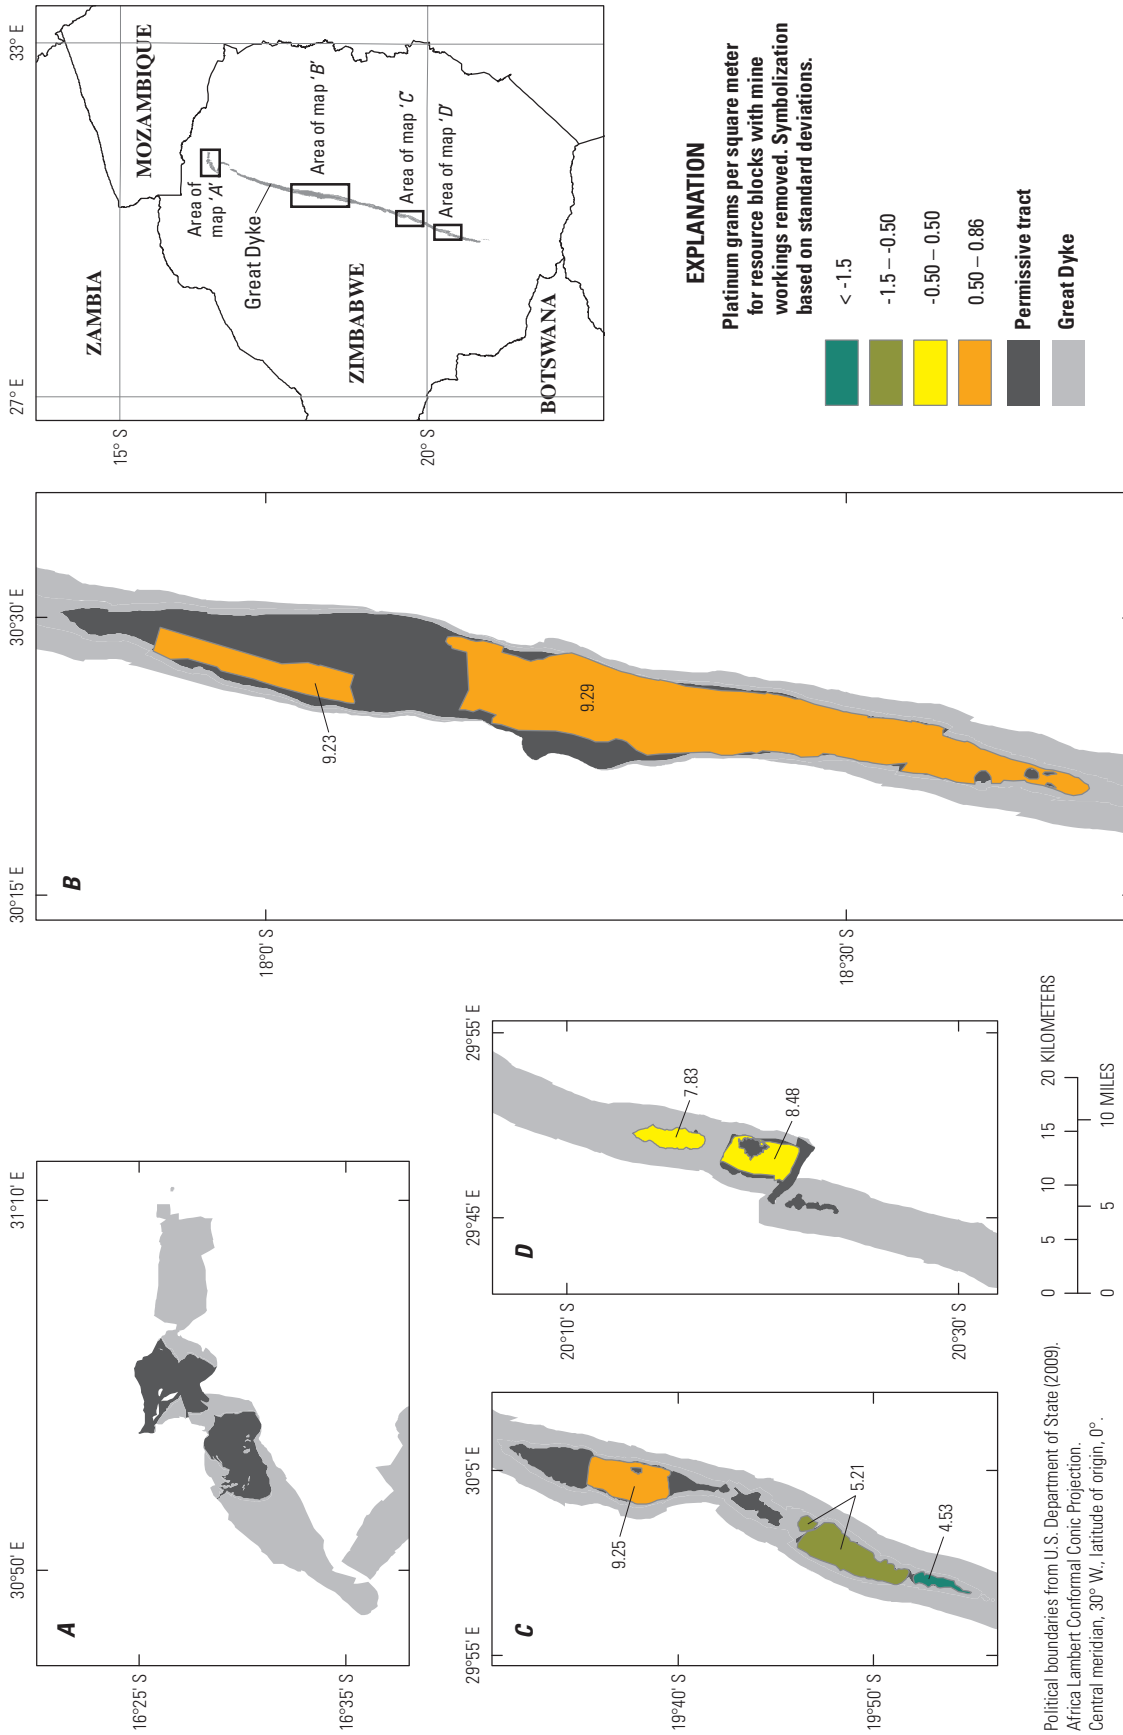 A
30°50' E
31°10' E
16°25' S
16°35' S
B
30°15' E
30°30' E
18°0' S
18°30' S
9.23
9.29
27° E
33° E
15° S
20° S
ZAMBIA
MOZAMBIQUE
Area of
map ‘A’
Great Dyke
Area of map ‘B’
ZIMBABWE
Area of map ‘C’
Area of map ‘D’
BOTSWANA
C
29°55' E
30°5' E
19°40' S
19°50' S
9.25
5.21
4.53
D
29°45' E
29°55' E
20°10' S
20°30' S
7.83
8.48
EXPLANATION
Platinum grams per square meter
for resource blocks with mine
workings removed. Symbolization
based on standard deviations.
< -1.5
-1.5 – -0.50
-0.50 – 0.50
0.50 – 0.86
Permissive tract
Great Dyke
Political boundaries from U.S. Department of State (2009).
Africa Lambert Conformal Conic Projection.
Central meridian, 30° W., latitude of origin, 0°.
0 5 10 15 20 KILOMETERS
0 5 10 MILES